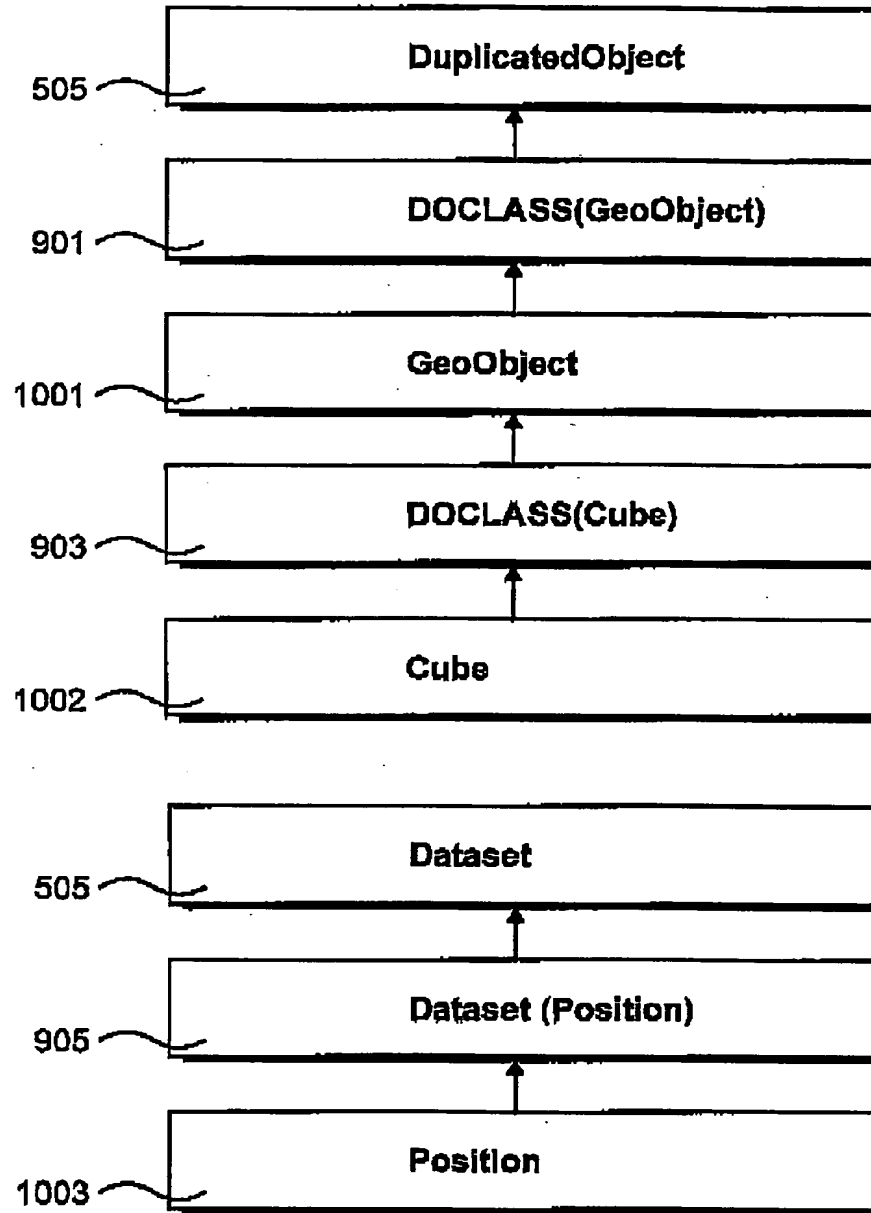 DuplicatedObject
505
DOCLASS(GeoObject)
901
GeoObject
1001
DOCLASS(Cube)
903
Cube
1002
Dataset
505
Dataset (Position)
905
Position
1003